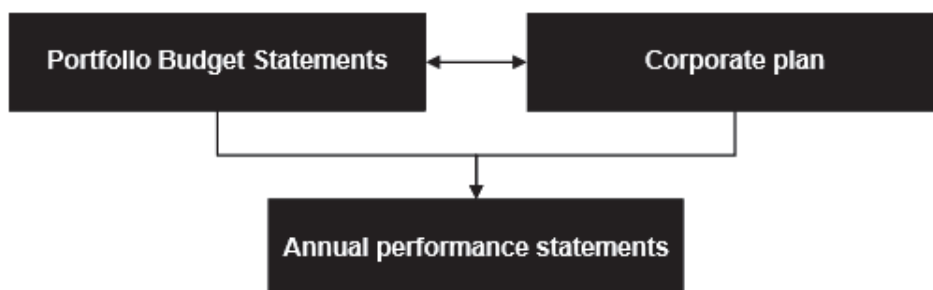 Portfolio Budget Statements
Corporate plan
Annual performance statements